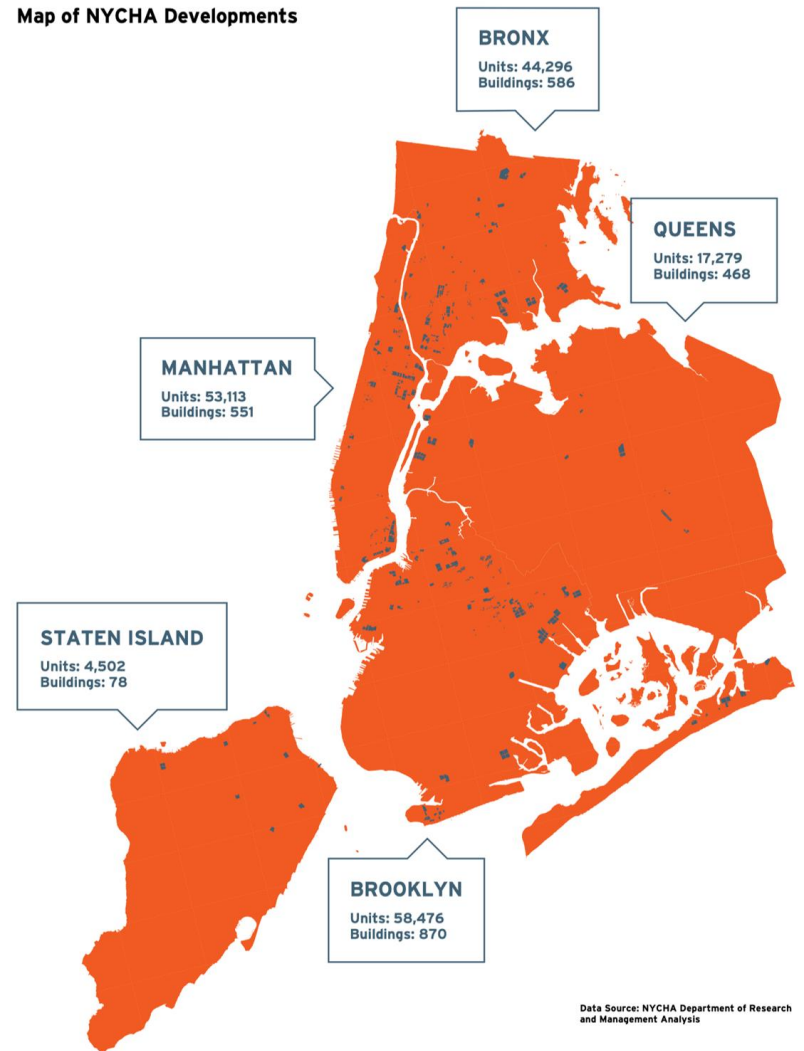 Map of NYCHA Developments
BRONX
Units: 44,296
Buildings: 586
QUEENS
Units: 17,279
Buildings: 468
MANHATTAN
Units: 53,113
Buildings: 551
STATEN ISLAND
Units: 4,502
Buildings: 78
BROOKLYN
Units: 58,476
Buildings: 870
Data Source: NYCHA Department of Research
and Management Analysis